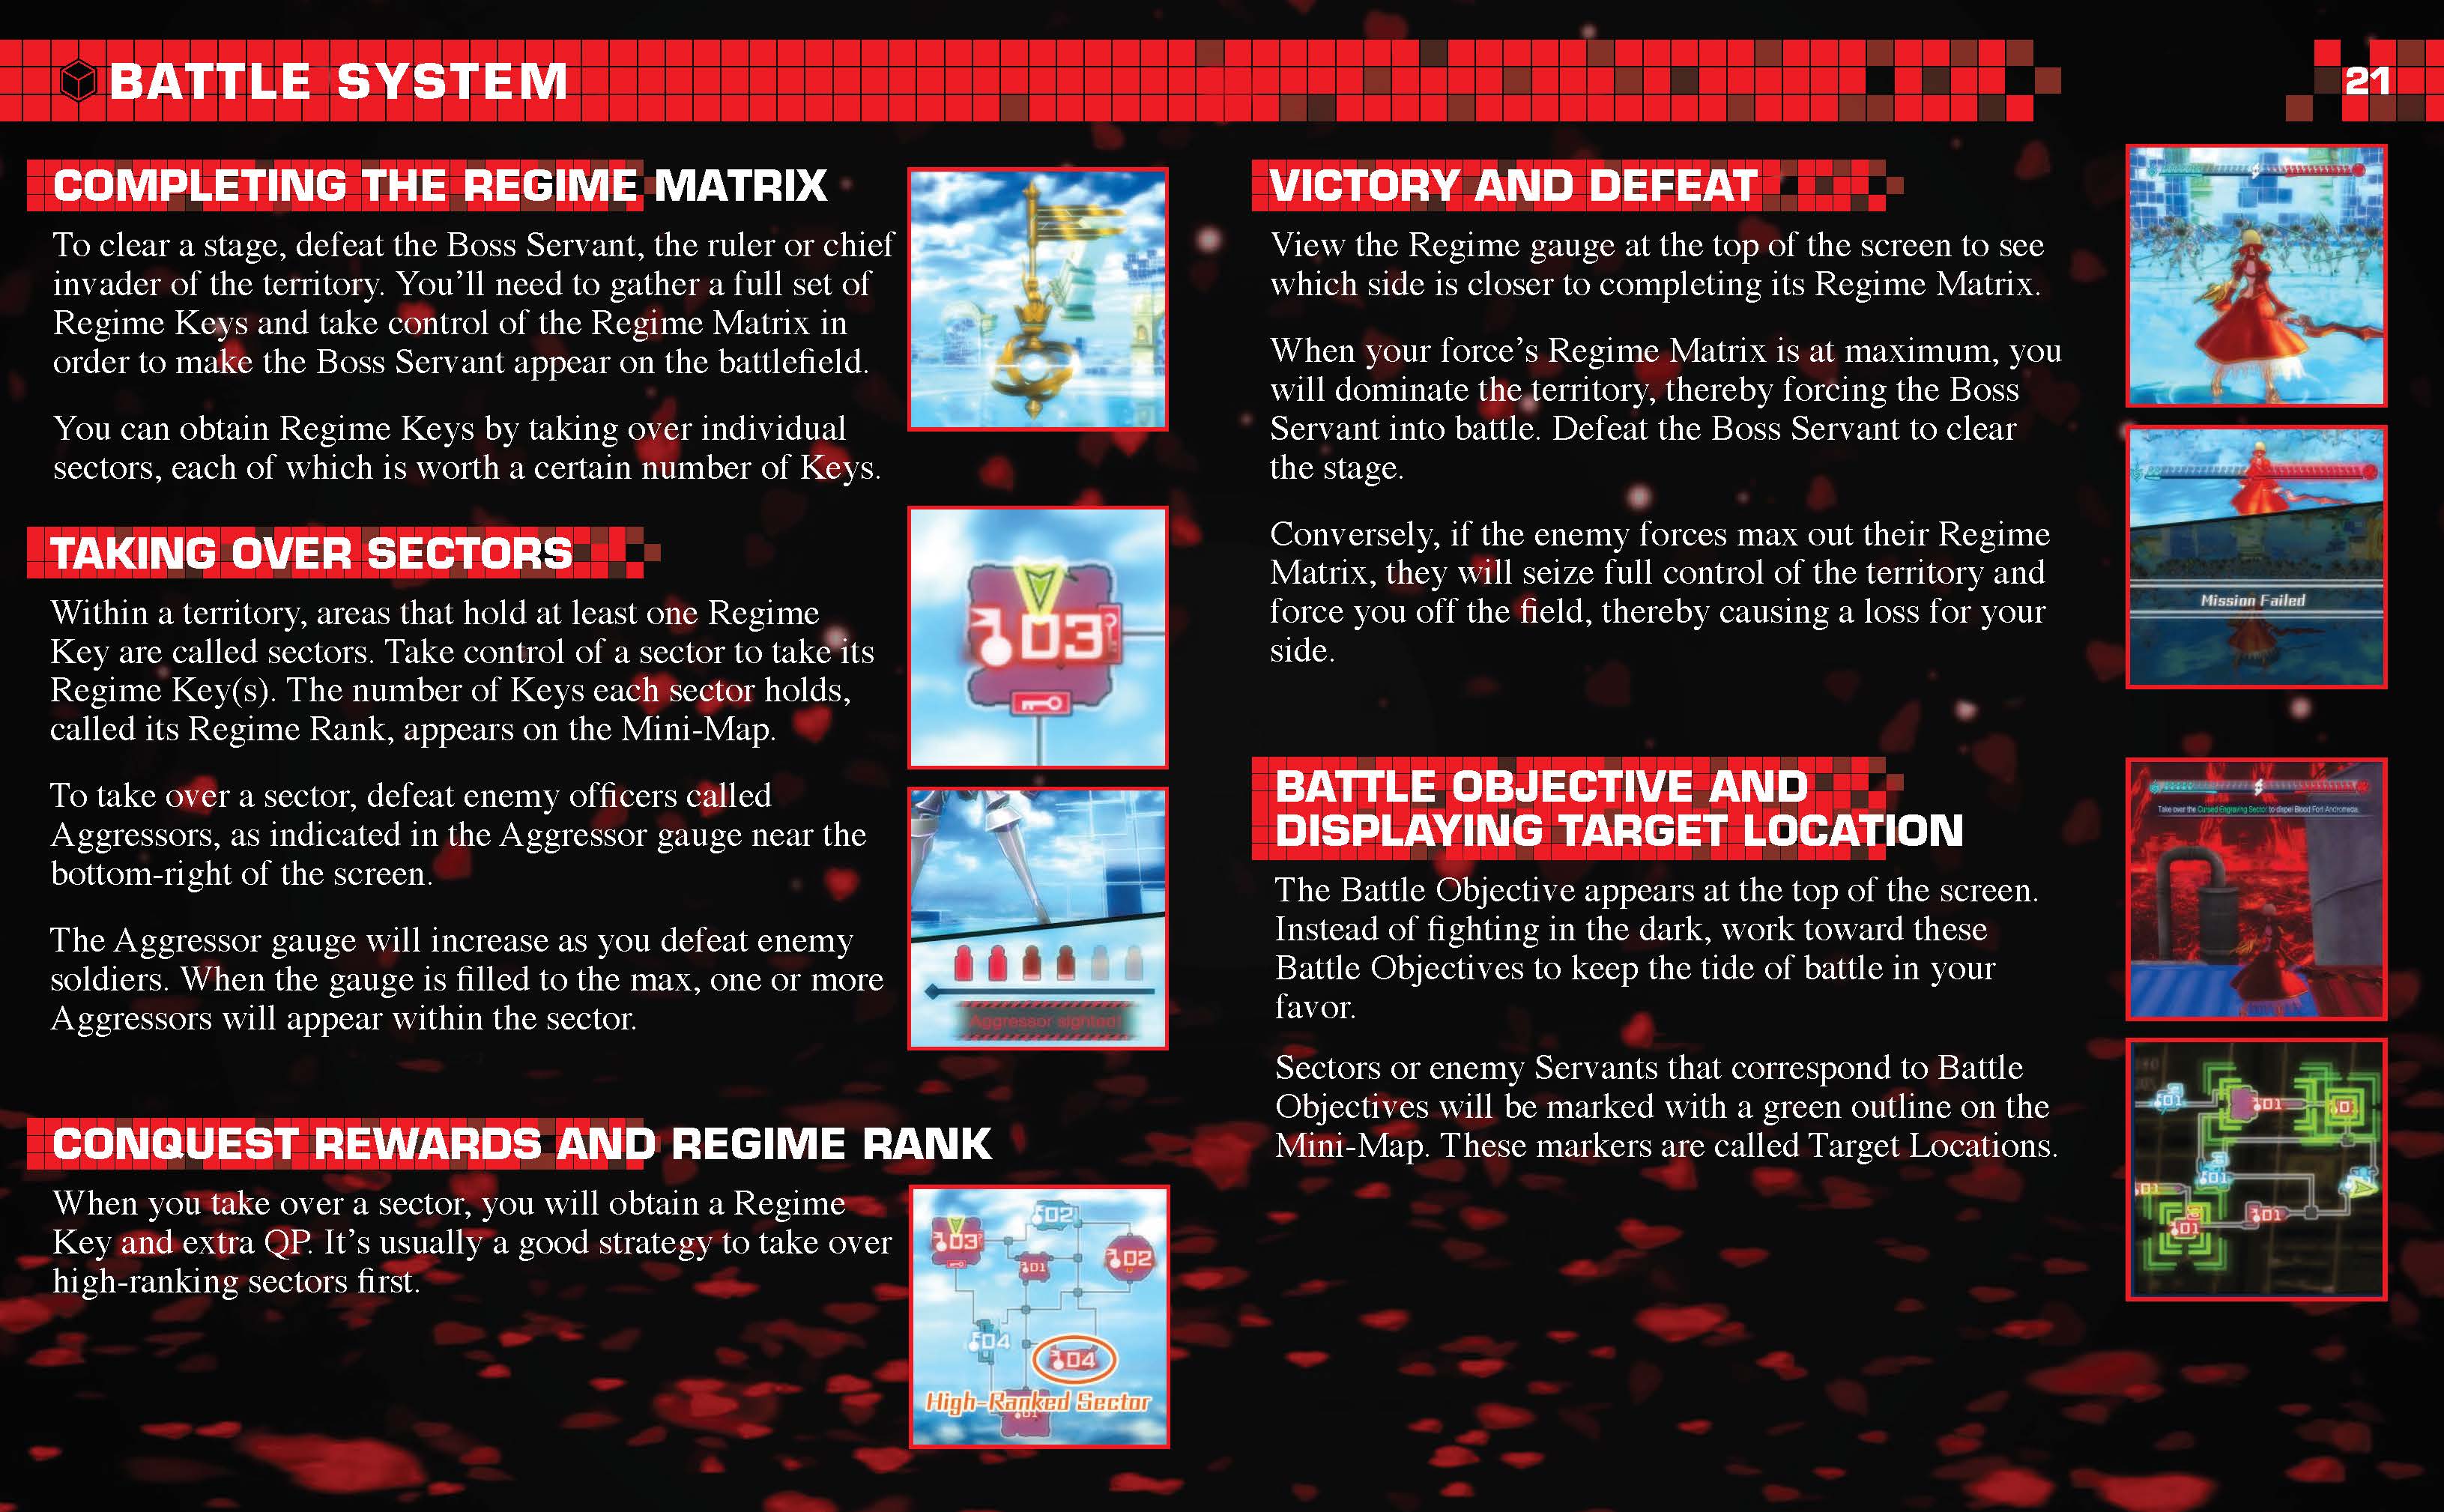 BATTLE SYSTEM
21
COMPLETING THE REGIME MATRIX
To clear a stage, defeat the Boss Servant, the ruler or chief
invader of the territory. You’ll need to gather a full set of
Regime Keys and take control of the Regime Matrix in
order to make the Boss Servant appear on the battlefield.
You can obtain Regime Keys by taking over individual
sectors, each of which is worth a certain number of Keys.
TAKING OVER SECTORS
Within a territory, areas that hold at least one Regime
Key are called sectors. Take control of a sector to take its
Regime Key(s). The number of Keys each sector holds,
called its Regime Rank, appears on the Mini-Map.
To take over a sector, defeat enemy officers called
Aggressors, as indicated in the Aggressor gauge near the
bottom-right of the screen.
The Aggressor gauge will increase as you defeat enemy
soldiers. When the gauge is filled to the max, one or more
Aggressors will appear within the sector.
03
Aggressor sighted!
CONQUEST REWARDS AND REGIME RANK
When you take over a sector, you will obtain a Regime
Key and extra QP. It’s usually a good strategy to take over
high-ranking sectors first.
02
03
02
01
04
04
High-Ranked Sector
01
VICTORY AND DEFEAT
View the Regime gauge at the top of the screen to see
which side is closer to completing its Regime Matrix.
When your force’s Regime Matrix is at maximum, you
will dominate the territory, thereby forcing the Boss
Servant into battle. Defeat the Boss Servant to clear
the stage.
Conversely, if the enemy forces max out their Regime
Matrix, they will seize full control of the territory and
force you off the field, thereby causing a loss for your
side.
Mission Failed
BATTLE OBJECTIVE AND
DISPLAYING TARGET LOCATION
The Battle Objective appears at the top of the screen.
Instead of fighting in the dark, work toward these
Battle Objectives to keep the tide of battle in your
favor.
Sectors or enemy Servants that correspond to Battle
Objectives will be marked with a green outline on the
Mini-Map. These markers are called Target Locations.
Take over the Cursed Engraving Sector to dispel Blood Fort Andromeda.
01
01
01
01
01
01
01